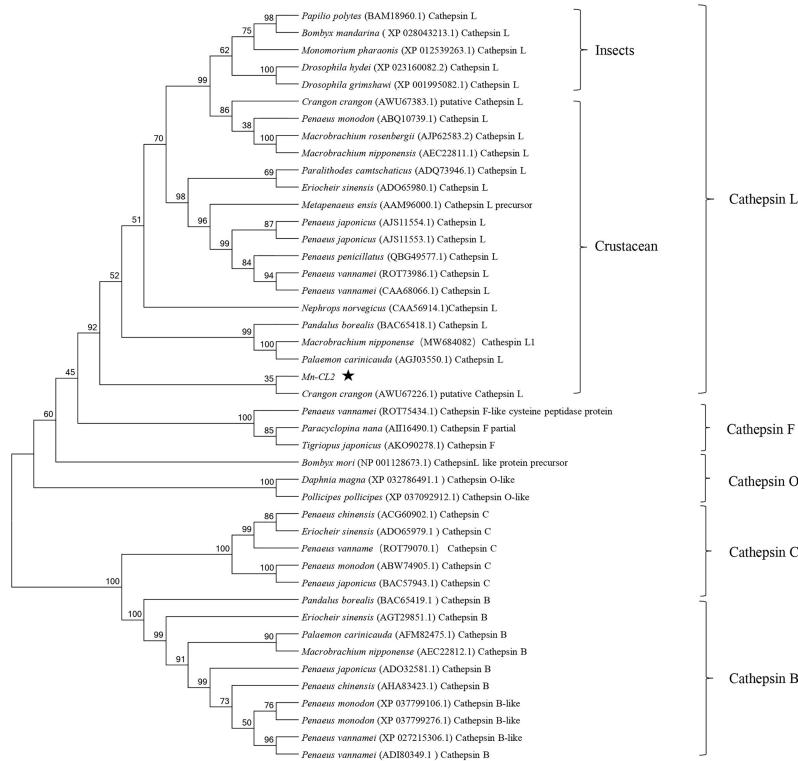 98
Papilio polytes (BAM18960.1) Cathepsin L
75
Bombyx mandarina ( XP 028043213.1) Cathepsin L
62
Monomorium pharaonis (XP 012539263.1) Cathepsin L
Insects
100
Drosophila hydei (XP 023160082.2) Cathepsin L
99
Drosophila grimshawi (XP 001995082.1) Cathepsin L
86
Crangon crangon (AWU67383.1) putative Cathepsin L
38
Penaeus monodon (ABQ10739.1) Cathepsin L
100
Macrobrachium rosenbergii (AJP62583.2) Cathepsin L
70
Macrobrachium nipponensis (AEC22811.1) Cathepsin L
69
Paralithodes camtschaticus (ADQ73946.1) Cathepsin L
98
Eriocheir sinensis (ADO65980.1) Cathepsin L
Cathepsin L
96
Metapenaeus ensis (AAM96000.1) Cathepsin L precursor
51
87
Penaeus japonicus (AJS11554.1) Cathepsin L
99
Penaeus japonicus (AJS11553.1) Cathepsin L
Crustacean
84
Penaeus penicillatus (QBG49577.1) Cathepsin L
52
94
Penaeus vannamei (ROT73986.1) Cathepsin L
Penaeus vannamei (CAA68066.1) Cathepsin L
Nephrops norvegicus (CAA56914.1)Cathepsin L
92
99
Pandalus borealis (BAC65418.1) Cathepsin L
100
Macrobrachium nipponense (MW684082) Cathespin L1
Palaemon carinicauda (AGJ03550.1) Cathepsin L
45
35
Mn-CL2 ★
Crangon crangon (AWU67226.1) putative Cathepsin L
60
100
Penaeus vannamei (ROT75434.1) Cathepsin F-like cysteine peptidase protein
85
Paracyclopina nana (AII16490.1) Cathepsin F partial
Cathepsin F
Tigriopus japonicus (AKO90278.1) Cathepsin F
Bombyx mori (NP 001128673.1) CathepsinL like protein precursor
100
Daphnia magna (XP 032786491.1 ) Cathepsin O-like
Cathepsin O
Pollicipes pollicipes (XP 037092912.1) Cathepsin O-like
86
Penaeus chinensis (ACG60902.1) Cathepsin C
99
Eriocheir sinensis (ADO65979.1 ) Cathepsin C
100
Penaeus vanname (ROT79070.1) Cathepsin C
Cathepsin C
100
Penaeus monodon (ABW74905.1) Cathepsin C
100
Penaeus japonicus (BAC57943.1) Cathepsin C
Pandalus borealis (BAC65419.1 ) Cathepsin B
100
Eriocheir sinensis (AGT29851.1) Cathepsin B
99
90
Palaemon carinicauda (AFM82475.1) Cathepsin B
91
Macrobrachium nipponense (AEC22812.1) Cathepsin B
Penaeus japonicus (ADO32581.1) Cathepsin B
Cathepsin B
99
Penaeus chinensis (AHA83423.1) Cathepsin B
73
76
Penaeus monodon (XP 037799106.1) Cathepsin B-like
50
Penaeus monodon (XP 037799276.1) Cathepsin B-like
96
Penaeus vannamei (XP 027215306.1) Cathepsin B-like
Penaeus vannamei (ADI80349.1 ) Cathepsin B